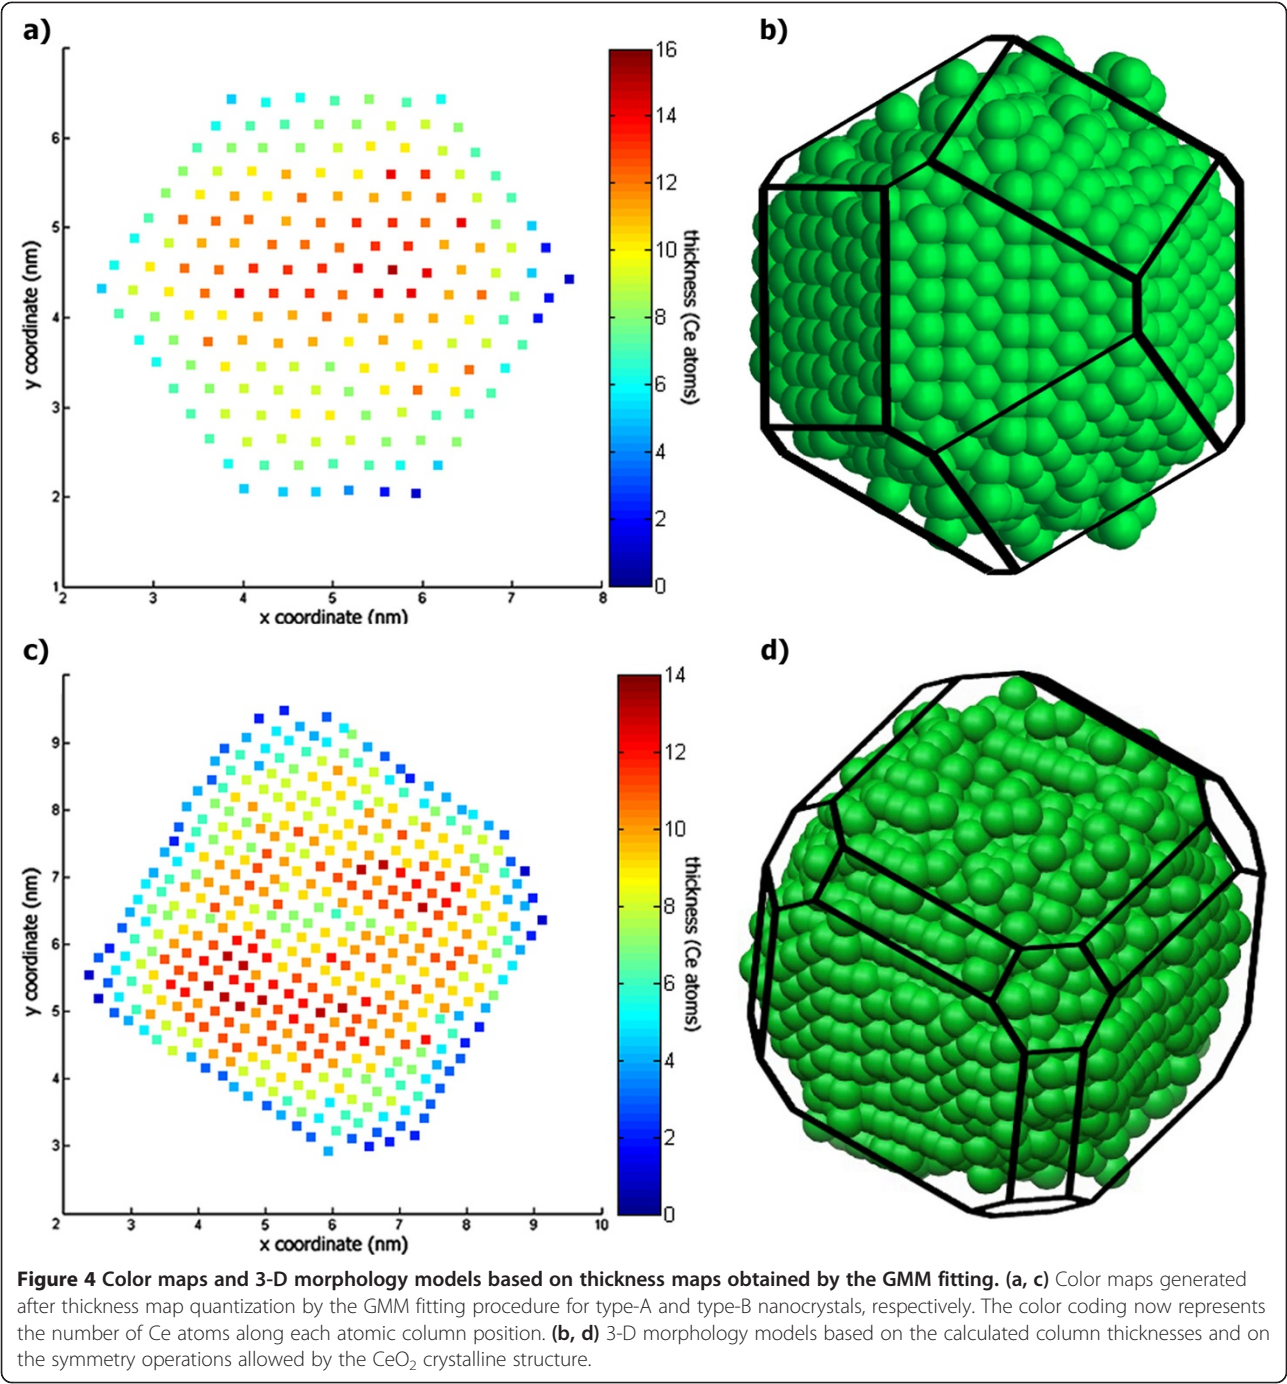 a)
b)
16
14
12
10
8
6
4
2
0
thickness (Ce atoms)
6
5
4
3
2
1
y coordinate (nm)
2 3 4 5 6 7 8
x coordinate (nm)
c)
d)
14
12
10
8
6
4
2
0
thickness (Ce atoms)
9
8
7
6
5
4
3
2
y coordinate (nm)
3 4 5 6 7 8 9 10
x coordinate (nm)
Figure 4 Color maps and 3-D morphology models based on thickness maps obtained by the GMM fitting. (a, c) Color maps generated
after thickness map quantization by the GMM fitting procedure for type-A and type-B nanocrystals, respectively. The color coding now represents
the number of Ce atoms along each atomic column position. (b, d) 3-D morphology models based on the calculated column thicknesses and on
the symmetry operations allowed by the CeO₂ crystalline structure.